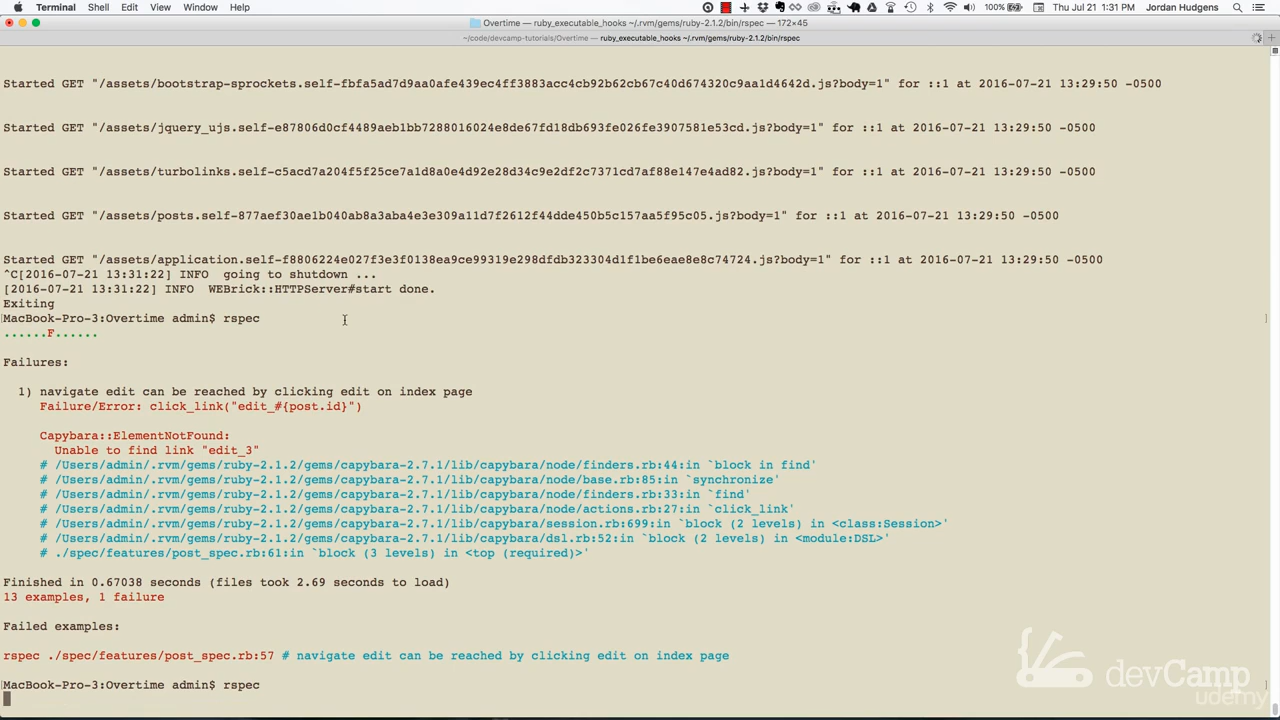 Terminal Shell Edit View Window Help 100% Thu Jul 21 1:31 PM Jordan Hudgens
Overtime — ruby_executable_hooks ~/.rvm/gems/ruby-2.1.2/bin/rspec — 172×45
~/code/devcamp-tutorials/Overtime — ruby_executable_hooks ~/.rvm/gems/ruby-2.1.2/bin/rspec
Started GET "/assets/bootstrap-sprockets.self-fbfa5ad7d9aa0afe439ec4ff3883acc4cb92b62cb67c40d674320c9aa1d4642d.js?body=1" for ::1 at 2016-07-21 13:29:50 -0500
Started GET "/assets/jquery_ujs.self-e87806d0cf4489aeb1bb7288016024e8de67fd18db693fe026fe3907581e53cd.js?body=1" for ::1 at 2016-07-21 13:29:50 -0500
Started GET "/assets/turbolinks.self-c5acd7a204f5f25ce7a1d8a0e4d92e28d34c9e2df2c7371cd7af88e147e4ad82.js?body=1" for ::1 at 2016-07-21 13:29:50 -0500
Started GET "/assets/posts.self-877aef30ae1b040ab8a3aba4e3e309a11d7f2612f44dde450b5c157aa5f95c05.js?body=1" for ::1 at 2016-07-21 13:29:50 -0500
Started GET "/assets/application.self-f8806224e027f3e3f0138ea9ce99319e298dfdb323304d1f1be6eae8e8c74724.js?body=1" for ::1 at 2016-07-21 13:29:50 -0500
^C[2016-07-21 13:31:22] INFO  going to shutdown ...
[2016-07-21 13:31:22] INFO  WEBrick::HTTPServer#start done.
Exiting
MacBook-Pro-3:Overtime admin$ rspec
......F......
Failures:
1) navigate edit can be reached by clicking edit on index page
Failure/Error: click_link("edit_#{post.id}")
Capybara::ElementNotFound:
Unable to find link "edit_3"
# /Users/admin/.rvm/gems/ruby-2.1.2/gems/capybara-2.7.1/lib/capybara/node/finders.rb:44:in `block in find'
# /Users/admin/.rvm/gems/ruby-2.1.2/gems/capybara-2.7.1/lib/capybara/node/base.rb:85:in `synchronize'
# /Users/admin/.rvm/gems/ruby-2.1.2/gems/capybara-2.7.1/lib/capybara/node/finders.rb:33:in `find'
# /Users/admin/.rvm/gems/ruby-2.1.2/gems/capybara-2.7.1/lib/capybara/node/actions.rb:27:in `click_link'
# /Users/admin/.rvm/gems/ruby-2.1.2/gems/capybara-2.7.1/lib/capybara/session.rb:699:in `block (2 levels) in <class:Session>'
# /Users/admin/.rvm/gems/ruby-2.1.2/gems/capybara-2.7.1/lib/capybara/dsl.rb:52:in `block (2 levels) in <module:DSL>'
# ./spec/features/post_spec.rb:61:in `block (3 levels) in <top (required)>'
Finished in 0.67038 seconds (files took 2.69 seconds to load)
13 examples, 1 failure
Failed examples:
rspec ./spec/features/post_spec.rb:57 # navigate edit can be reached by clicking edit on index page
MacBook-Pro-3:Overtime admin$ rspec
devCamp
udemy